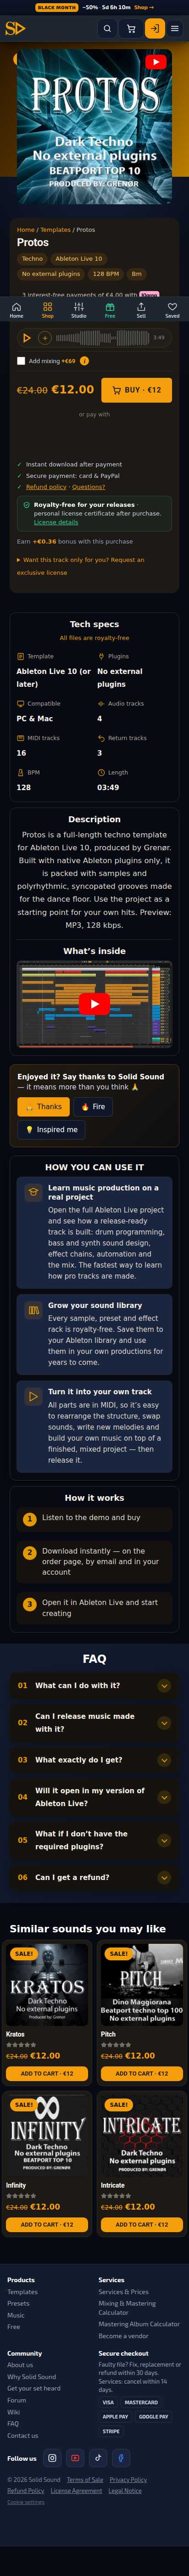 BLACK MONTH −50% · 5d 6h 10m Shop →
PROTOS
Dark Techno
No external plugins
PRODUCED BY: GRENØR
Home / Templates / Protos
Protos
Techno
Ableton Live 10
No external plugins
128 BPM
Bm
3 interest-free payments of €4.00 with
Home
Shop
Studio
Free
Sell
Saved
3:49
Add mixing +€69
€24.00 €12.00
BUY · €12
or pay with
✓ Instant download after payment
✓ Secure payment: card & PayPal
✓ Refund policy · Questions?
Royalty-free for your releases ·
personal license certificate after purchase.
License details
Earn +€0.36 bonus with this purchase
▸ Want this track only for you? Request an
exclusive license
Tech specs
All files are royalty-free
Template
Ableton Live 10 (or
later)
Plugins
No external
plugins
Compatible
PC & Mac
Audio tracks
4
MIDI tracks
16
Return tracks
3
BPM
128
Length
03:49
Description
Protos is a full-length techno template
for Ableton Live 10, produced by Grenør.
Built with native Ableton plugins only, it
is packed with samples and
polyrhythmic, syncopated grooves made
for the dance floor. Use the project as a
starting point for your own hits. Preview:
MP3, 128 kbps.
What’s inside
Enjoyed it? Say thanks to Solid Sound
— it means more than you think 🙏
🙏 Thanks
🔥 Fire
💡 Inspired me
HOW YOU CAN USE IT
Learn music production on a
real project
Open the full Ableton Live project
and see how a release-ready
track is built: drum programming,
bass and synth sound design,
effect chains, automation and
the mix. The fastest way to learn
how pro tracks are made.
Grow your sound library
Every sample, preset and effect
rack is royalty-free. Save them to
your Ableton library and use
them in your own productions for
years to come.
Turn it into your own track
All parts are in MIDI, so it’s easy
to rearrange the structure, swap
sounds, write new melodies and
build your own music on top of a
finished, mixed project — then
release it.
How it works
1 Listen to the demo and buy
2 Download instantly — on the
order page, by email and in your
account
3 Open it in Ableton Live and start
creating
FAQ
01 What can I do with it?
02 Can I release music made
with it?
03 What exactly do I get?
04 Will it open in my version of
Ableton Live?
05 What if I don’t have the
required plugins?
06 Can I get a refund?
Similar sounds you may like
SALE!
KRATOS
Dark Techno
No external plugins
Produced by: Grenor
Kratos
€24.00 €12.00
ADD TO CART · €12
SALE!
PITCH
Dino Maggiorana
Beatport techno top 100
No external plugins
Pitch
€24.00 €12.00
ADD TO CART · €12
SALE!
INFINITY
Dark Techno
No external plugins
BEATPORT TOP 10
PRODUCED BY: GRENØR
Infinity
€24.00 €12.00
ADD TO CART · €12
SALE!
INTRICATE
Dark Techno
No external plugins
PRODUCED BY: GRENØR
Intricate
€24.00 €12.00
ADD TO CART · €12
Products
Templates
Presets
Music
Free
Services
Services & Prices
Mixing & Mastering
Calculator
Mastering Album Calculator
Become a vendor
Community
About us
Why Solid Sound
Get your set heard
Forum
Wiki
FAQ
Contact us
Secure checkout
Faulty file? Fix, replacement or
refund within 30 days.
Services: cancel within 14
days.
VISA
MASTERCARD
APPLE PAY
GOOGLE PAY
STRIPE
Follow us
© 2026 Solid Sound Terms of Sale Privacy Policy
Refund Policy License Agreement Legal Notice
Cookie settings